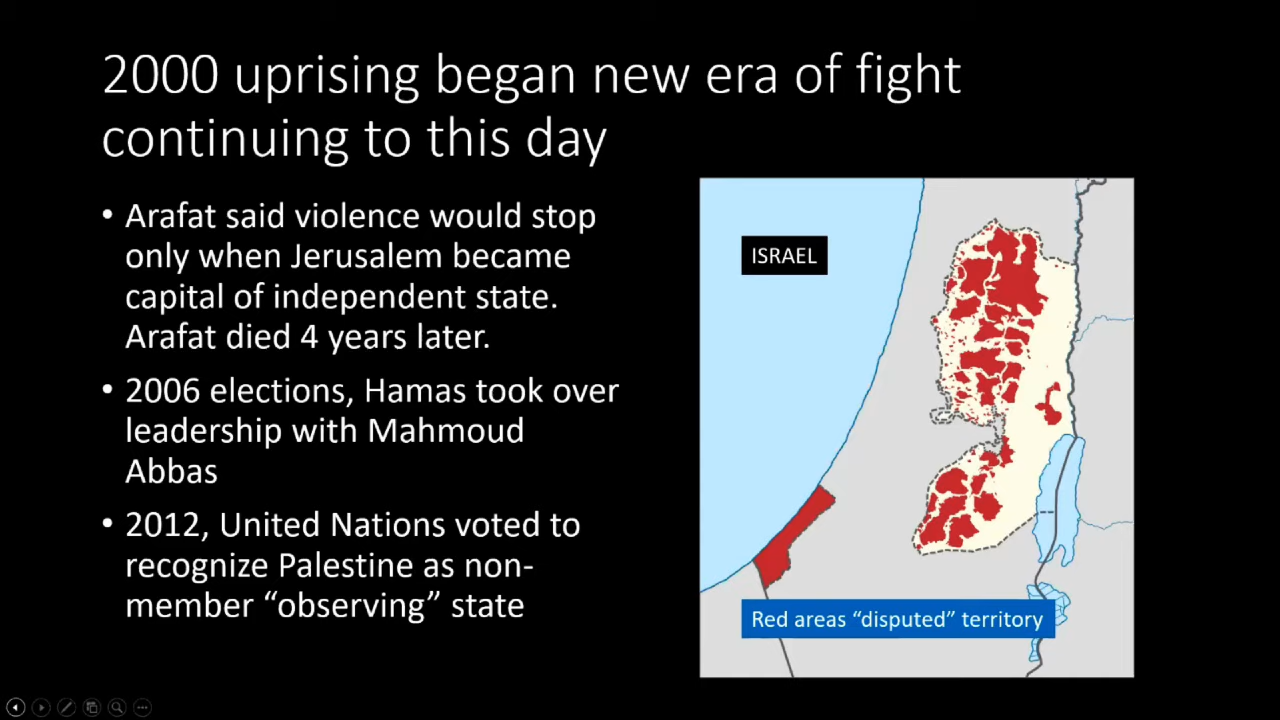 2000 uprising began new era of fight
continuing to this day
• Arafat said violence would stop
only when Jerusalem became
capital of independent state.
Arafat died 4 years later.
• 2006 elections, Hamas took over
leadership with Mahmoud
Abbas
• 2012, United Nations voted to
recognize Palestine as non-
member “observing” state
ISRAEL
Red areas “disputed” territory